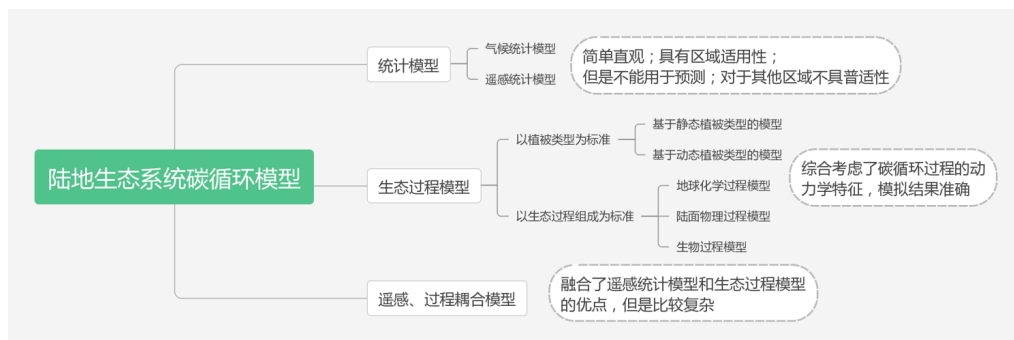 陆地生态系统碳循环模型
统计模型
气候统计模型
遥感统计模型
简单直观；具有区域适用性；
但是不能用于预测；对于其他区域不具普适性
生态过程模型
以植被类型为标准
基于静态植被类型的模型
基于动态植被类型的模型
以生态过程组成为标准
地球化学过程模型
陆面物理过程模型
生物过程模型
综合考虑了碳循环过程的动
力学特征，模拟结果准确
遥感、过程耦合模型
融合了遥感统计模型和生态过程模型
的优点，但是比较复杂